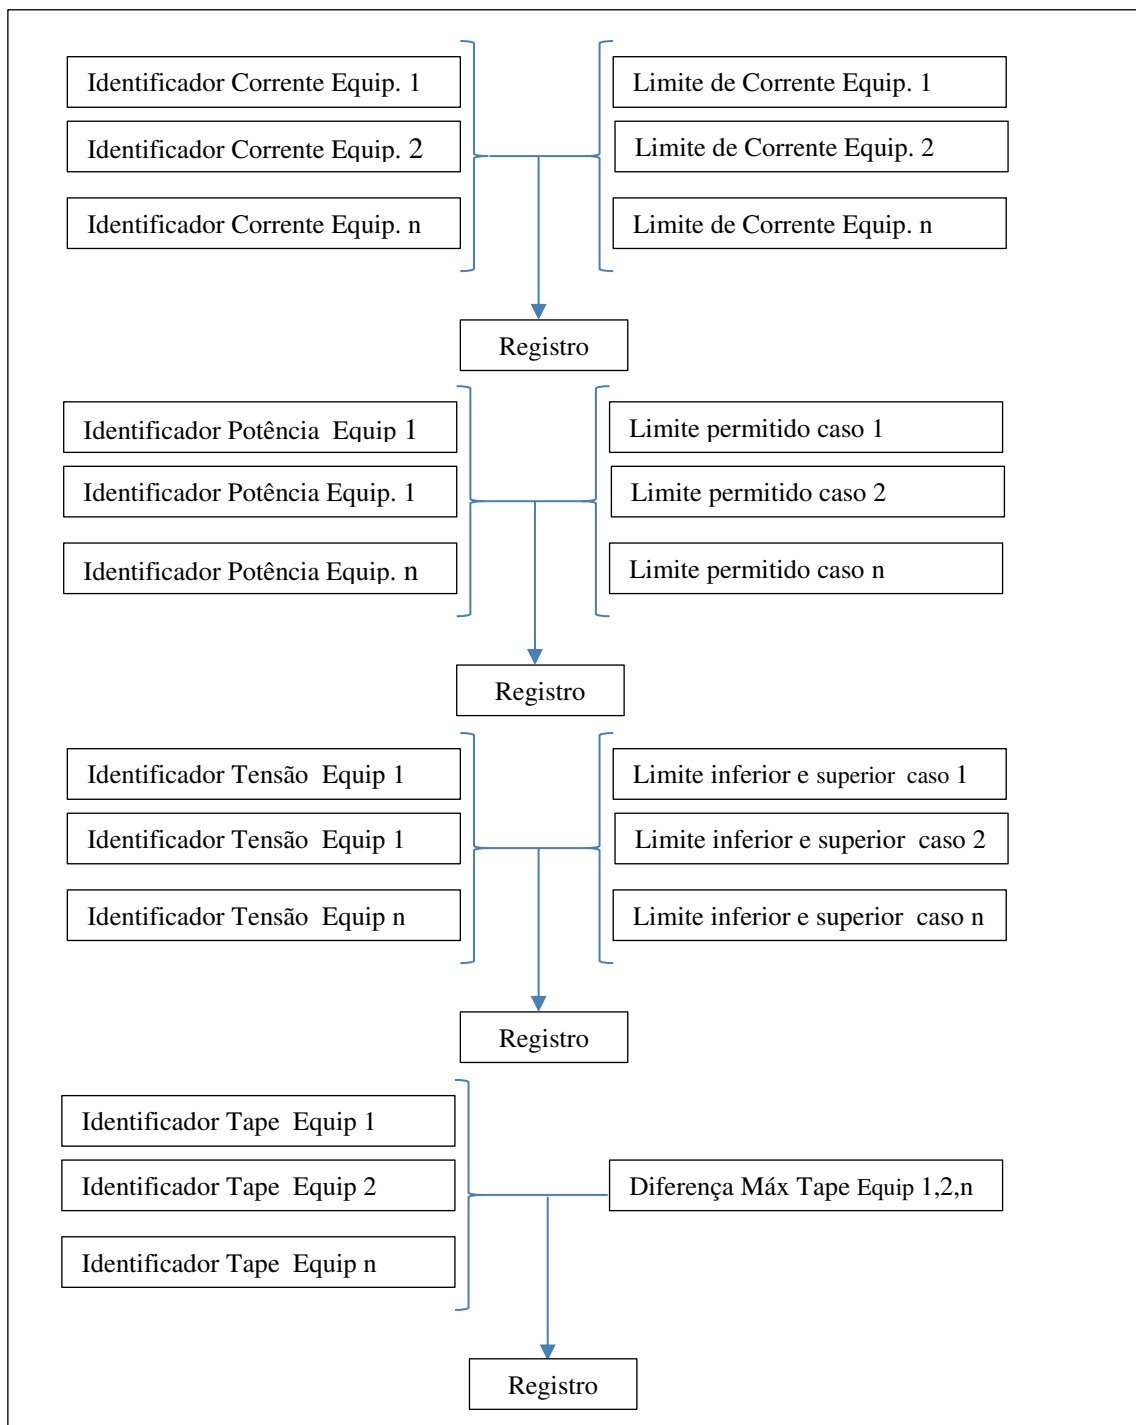 Identificador Corrente Equip. 1
Limite de Corrente Equip. 1
Identificador Corrente Equip. 2
Limite de Corrente Equip. 2
Identificador Corrente Equip. n
Limite de Corrente Equip. n
Registro
Identificador Potência Equip 1
Limite permitido caso 1
Identificador Potência Equip. 1
Limite permitido caso 2
Identificador Potência Equip. n
Limite permitido caso n
Registro
Identificador Tensão Equip 1
Limite inferior e superior caso 1
Identificador Tensão Equip 1
Limite inferior e superior caso 2
Identificador Tensão Equip n
Limite inferior e superior caso n
Registro
Identificador Tape Equip 1
Identificador Tape Equip 2
Diferença Máx Tape Equip 1,2,n
Identificador Tape Equip n
Registro